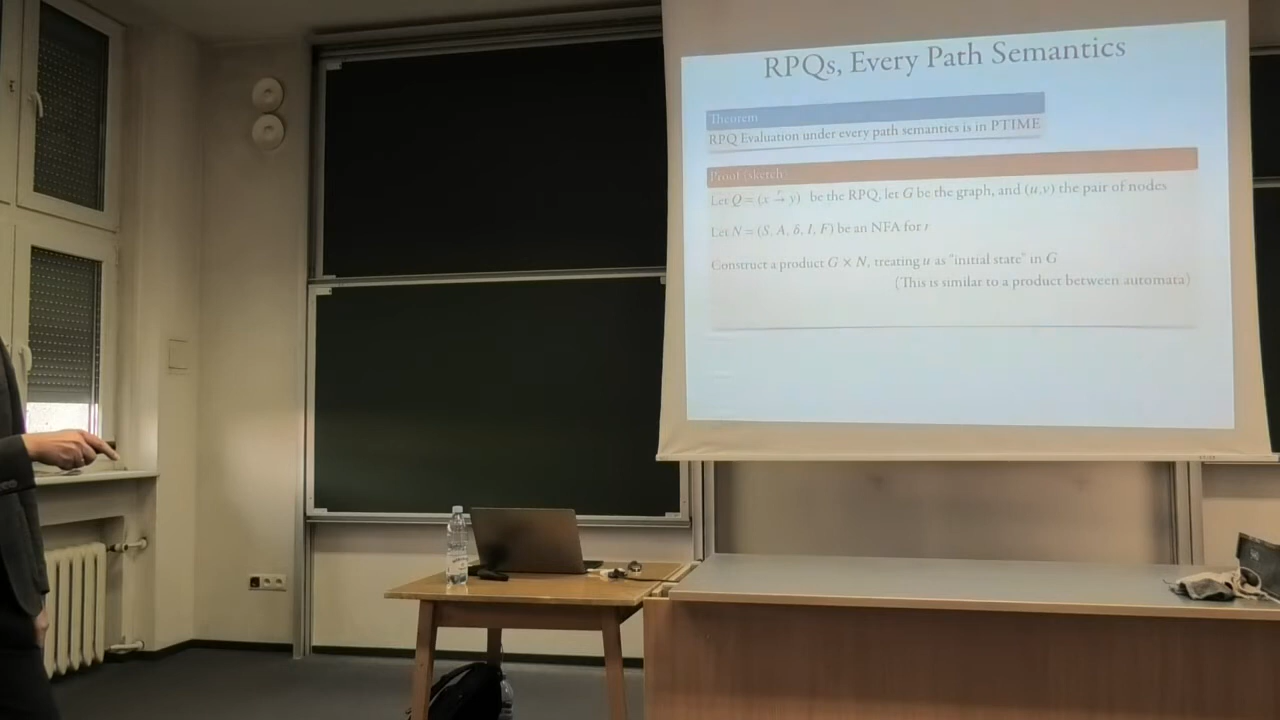 RPQs, Every Path Semantics
Theorem
RPQ Evaluation under every path semantics is in PTIME
Proof (sketch)
Let Q = (x →^r y) be the RPQ, let G be the graph, and (u,v) the pair of nodes
Let N = (S, A, δ, I, F) be an NFA for r
Construct a product G × N, treating u as "initial state" in G
(This is similar to a product between automata)